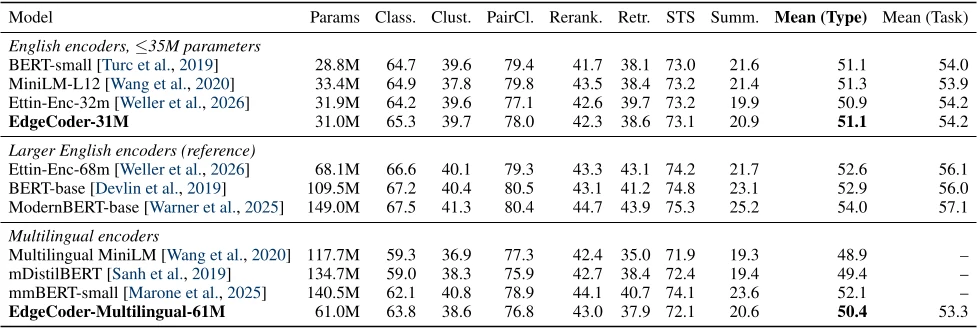 Model Params Class. Clust. PairCl. Rerank. Retr. STS Summ. Mean (Type) Mean (Task)
English encoders, ≤35M parameters
BERT-small [Turc et al., 2019] 28.8M 64.7 39.6 79.4 41.7 38.1 73.0 21.6 51.1 54.0
MiniLM-L12 [Wang et al., 2020] 33.4M 64.9 37.8 79.8 43.5 38.4 73.2 21.4 51.3 53.9
Ettin-Enc-32m [Weller et al., 2026] 31.9M 64.2 39.6 77.1 42.6 39.7 73.2 19.9 50.9 54.2
EdgeCoder-31M 31.0M 65.3 39.7 78.0 42.3 38.6 73.1 20.9 51.1 54.2
Larger English encoders (reference)
Ettin-Enc-68m [Weller et al., 2026] 68.1M 66.6 40.1 79.3 43.3 43.1 74.2 21.7 52.6 56.1
BERT-base [Devlin et al., 2019] 109.5M 67.2 40.4 80.5 43.1 41.2 74.8 23.1 52.9 56.0
ModernBERT-base [Warner et al., 2025] 149.0M 67.5 41.3 80.4 44.7 43.9 75.3 25.2 54.0 57.1
Multilingual encoders
Multilingual MiniLM [Wang et al., 2020] 117.7M 59.3 36.9 77.3 42.4 35.0 71.9 19.3 48.9 –
mDistilBERT [Sanh et al., 2019] 134.7M 59.0 38.3 75.9 42.7 38.4 72.4 19.4 49.4 –
mmBERT-small [Marone et al., 2025] 140.5M 62.1 40.8 78.9 44.1 40.7 74.1 23.6 52.1 –
EdgeCoder-Multilingual-61M 61.0M 63.8 38.6 76.8 43.0 37.9 72.1 20.6 50.4 53.3